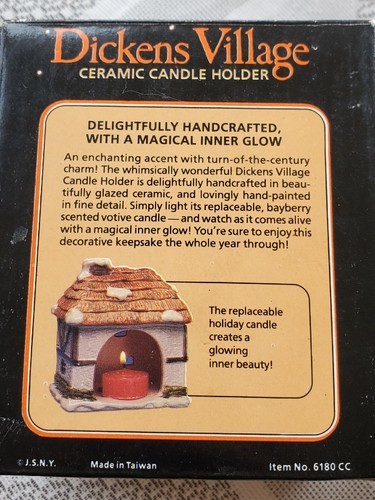 Dickens Village
CERAMIC CANDLE HOLDER
DELIGHTFULLY HANDCRAFTED,
WITH A MAGICAL INNER GLOW
An enchanting accent with turn-of-the-century
charm! The whimsically wonderful Dickens Village
Candle Holder is delightfully handcrafted in beau-
tifully glazed ceramic, and lovingly hand-painted
in fine detail. Simply light its replaceable, bayberry
scented votive candle — and watch as it comes alive
with a magical inner glow! You're sure to enjoy this
decorative keepsake the whole year through!
The replaceable
holiday candle
creates a
glowing
inner beauty!
© J.S.N.Y. Made in Taiwan Item No. 6180 CC